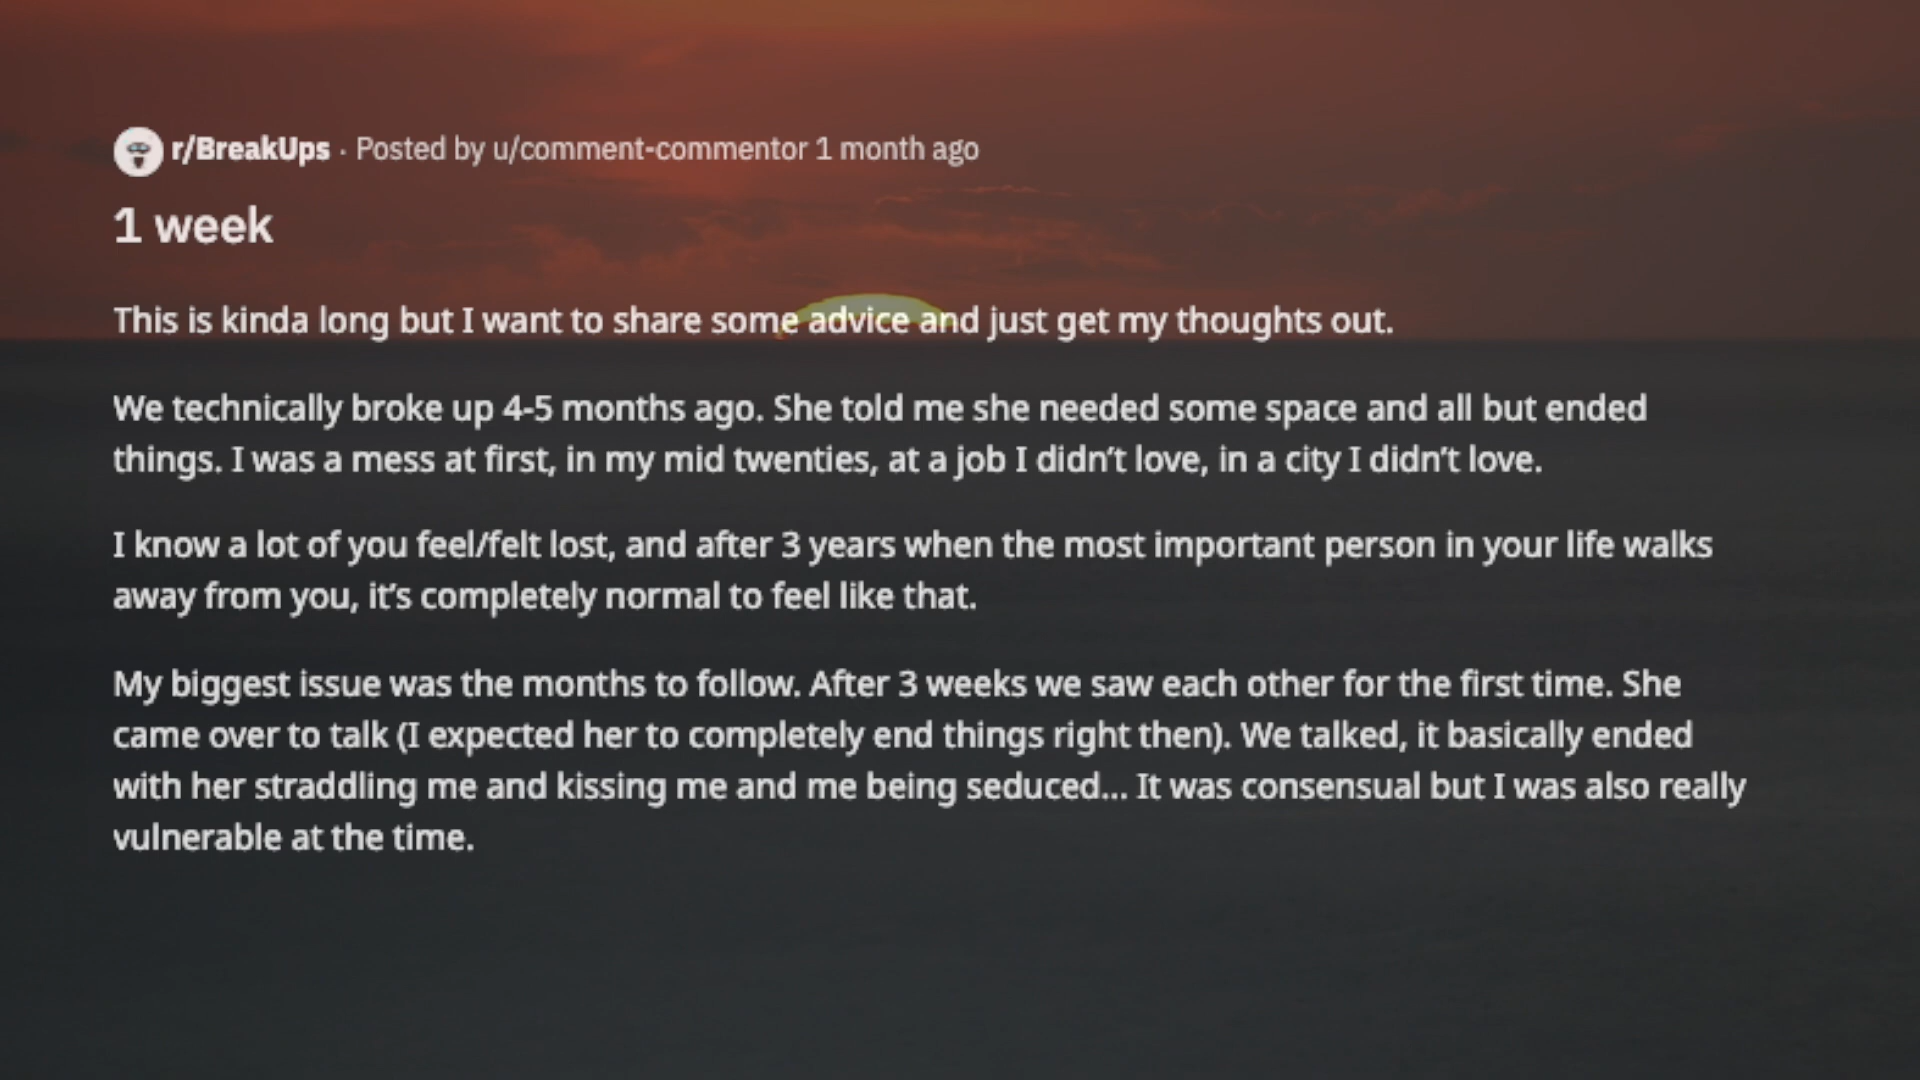 r/BreakUps · Posted by u/comment-commentor 1 month ago
1 week
This is kinda long but I want to share some advice and just get my thoughts out.
We technically broke up 4-5 months ago. She told me she needed some space and all but ended
things. I was a mess at first, in my mid twenties, at a job I didn’t love, in a city I didn’t love.
I know a lot of you feel/felt lost, and after 3 years when the most important person in your life walks
away from you, it’s completely normal to feel like that.
My biggest issue was the months to follow. After 3 weeks we saw each other for the first time. She
came over to talk (I expected her to completely end things right then). We talked, it basically ended
with her straddling me and kissing me and me being seduced... It was consensual but I was also really
vulnerable at the time.